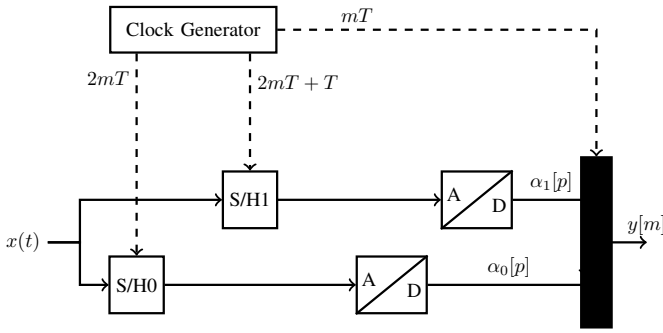 Clock Generator
mT
2mT
2mT + T
S/H1
A
D
α₁[p]
x(t)
y[m]
S/H0
A
D
α₀[p]